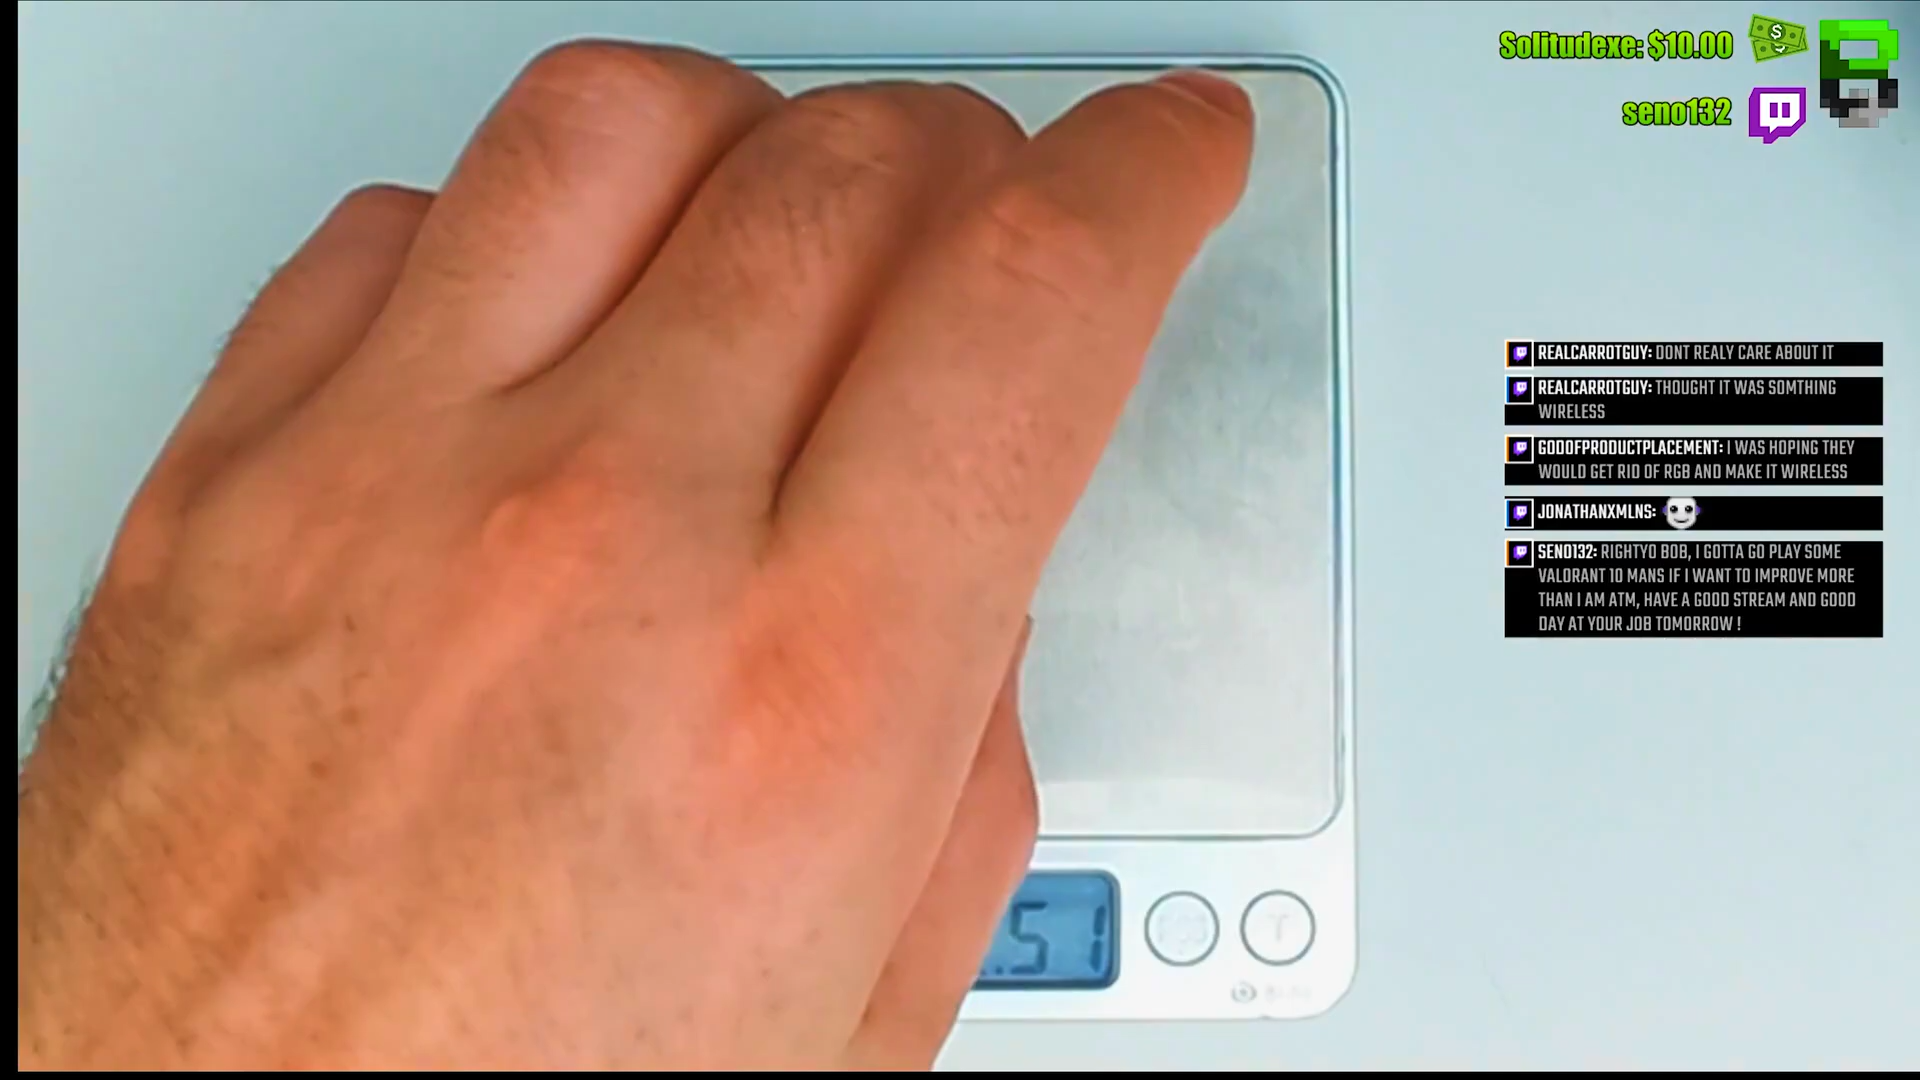 Solitudexe: $10.00
seno132
REALCARROTGUY: DONT REALY CARE ABOUT IT
REALCARROTGUY: THOUGHT IT WAS SOMTHING
WIRELESS
GODOFPRODUCTPLACEMENT: I WAS HOPING THEY
WOULD GET RID OF RGB AND MAKE IT WIRELESS
JONATHANXMLNS:
SENO132: RIGHTYO BOB, I GOTTA GO PLAY SOME
VALORANT 10 MANS IF I WANT TO IMPROVE MORE
THAN I AM ATM, HAVE A GOOD STREAM AND GOOD
DAY AT YOUR JOB TOMORROW !
.51
T